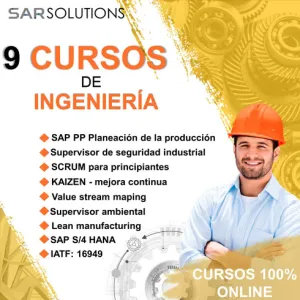 SARSOLUTIONS
9 CURSOS
DE
INGENIERÍA
SAP PP Planeación de la producción
Supervisor de seguridad industrial
SCRUM para principiantes
KAIZEN - mejora continua
Value stream maping
Supervisor ambiental
Lean manufacturing
SAP S/4 HANA
IATF: 16949
CURSOS 100%
ONLINE